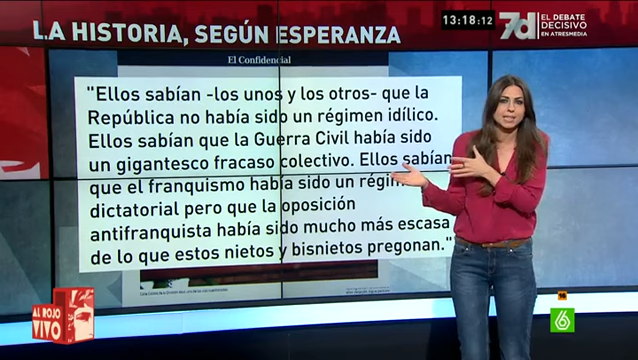 LA HISTORIA, SEGÚN ESPERANZA
13:18:12
7d EL DEBATE
DECISIVO
EN ATRESMEDIA
El Confidencial
"Ellos sabían -los unos y los otros- que la
República no había sido un régimen idílico.
Ellos sabían que la Guerra Civil había sido
un gigantesco fracaso colectivo. Ellos sabían
que el franquismo había sido un régim
dictatorial pero que la oposición
antifranquista había sido mucho más escasa
de lo que estos nietos y bisnietos pregonan."
AL ROJO
VIVO
6